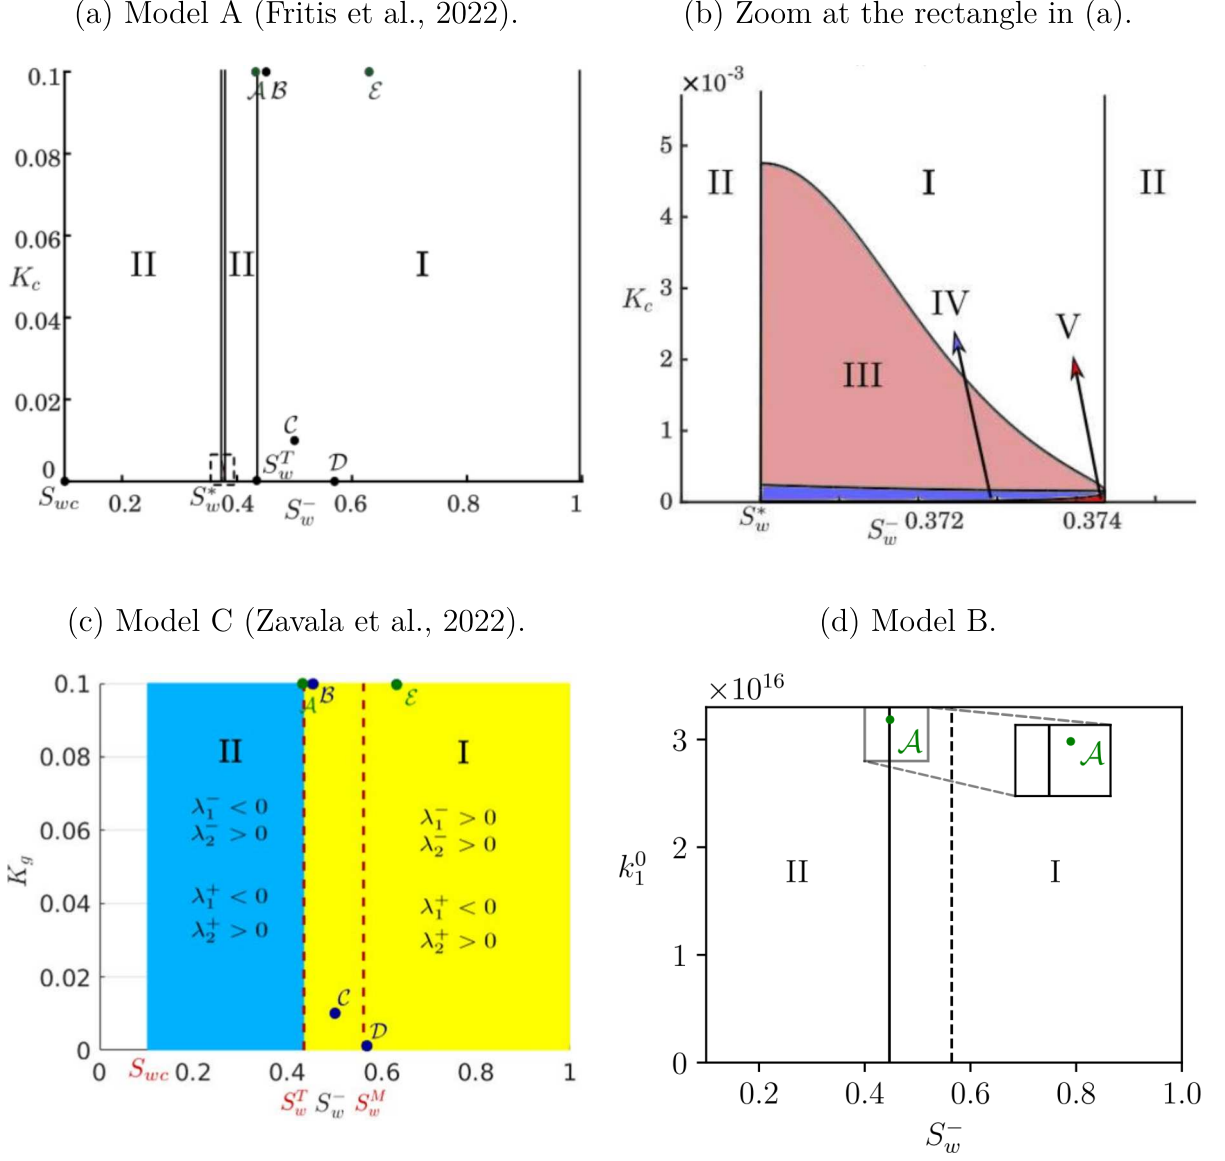 (a) Model A (Fritis et al., 2022).
0.1
0.08
0.06
K_c
0.04
0.02
0
𝒜 ℬ
ℰ
II
II
I
𝒞
S_w^T
𝒟
S_wc
0.2
S_w^*
0.4
S_w^-
0.6
0.8
1
(b) Zoom at the rectangle in (a).
×10^-3
5
4
K_c 3
2
1
0
II
I
II
IV
V
III
S_w^*
S_w^- 0.372
0.374
(c) Model C (Zavala et al., 2022).
0.1
0.08
0.06
K_g
0.04
0.02
0
𝒜 ℬ
ℰ
II
I
λ_1^- < 0
λ_2^- > 0
λ_1^+ < 0
λ_2^+ > 0
λ_1^- > 0
λ_2^- > 0
λ_1^+ < 0
λ_2^+ > 0
𝒞
𝒟
0
S_wc
0.2
0.4
0.6
0.8
1
S_w^T S_w^- S_w^M
(d) Model B.
×10^16
3
2
k_1^0
1
0
𝒜
𝒜
II
I
0.2
0.4
0.6
0.8
1.0
S_w^-